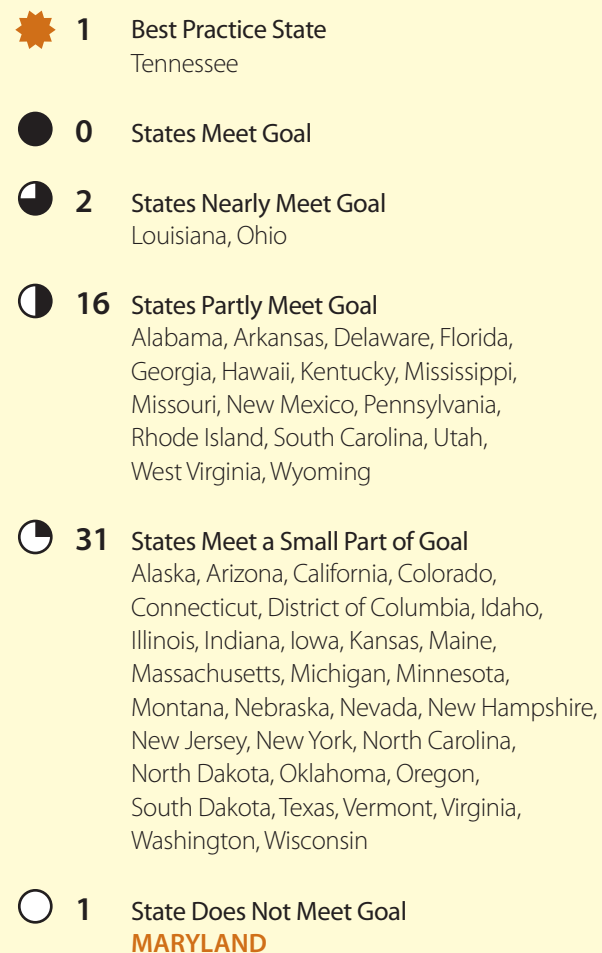 1 Best Practice State
Tennessee
0 States Meet Goal
2 States Nearly Meet Goal
Louisiana, Ohio
16 States Partly Meet Goal
Alabama, Arkansas, Delaware, Florida,
Georgia, Hawaii, Kentucky, Mississippi,
Missouri, New Mexico, Pennsylvania,
Rhode Island, South Carolina, Utah,
West Virginia, Wyoming
31 States Meet a Small Part of Goal
Alaska, Arizona, California, Colorado,
Connecticut, District of Columbia, Idaho,
Illinois, Indiana, Iowa, Kansas, Maine,
Massachusetts, Michigan, Minnesota,
Montana, Nebraska, Nevada, New Hampshire,
New Jersey, New York, North Carolina,
North Dakota, Oklahoma, Oregon,
South Dakota, Texas, Vermont, Virginia,
Washington, Wisconsin
1 State Does Not Meet Goal
MARYLAND